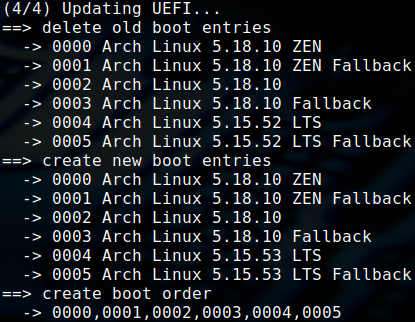 (4/4) Updating UEFI...
==> delete old boot entries
-> 0000 Arch Linux 5.18.10 ZEN
-> 0001 Arch Linux 5.18.10 ZEN Fallback
-> 0002 Arch Linux 5.18.10
-> 0003 Arch Linux 5.18.10 Fallback
-> 0004 Arch Linux 5.15.52 LTS
-> 0005 Arch Linux 5.15.52 LTS Fallback
==> create new boot entries
-> 0000 Arch Linux 5.18.10 ZEN
-> 0001 Arch Linux 5.18.10 ZEN Fallback
-> 0002 Arch Linux 5.18.10
-> 0003 Arch Linux 5.18.10 Fallback
-> 0004 Arch Linux 5.15.53 LTS
-> 0005 Arch Linux 5.15.53 LTS Fallback
==> create boot order
-> 0000,0001,0002,0003,0004,0005